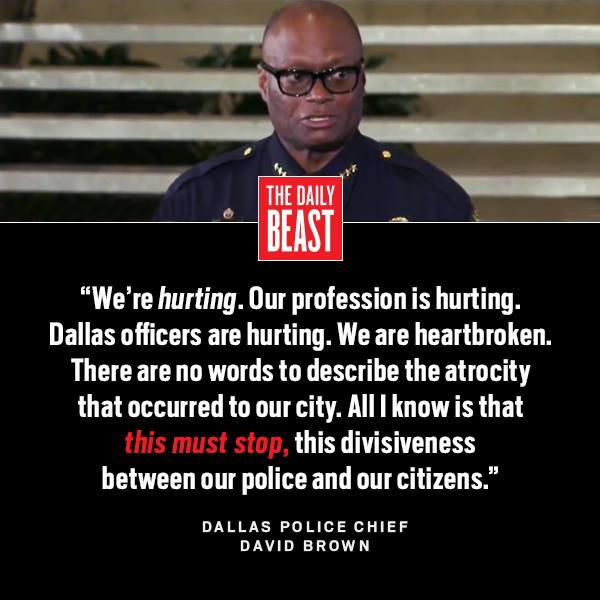 THE DAILY
BEAST
“We’re hurting. Our profession is hurting.
Dallas officers are hurting. We are heartbroken.
There are no words to describe the atrocity
that occurred to our city. All I know is that
this must stop, this divisiveness
between our police and our citizens.”
DALLAS POLICE CHIEF
DAVID BROWN